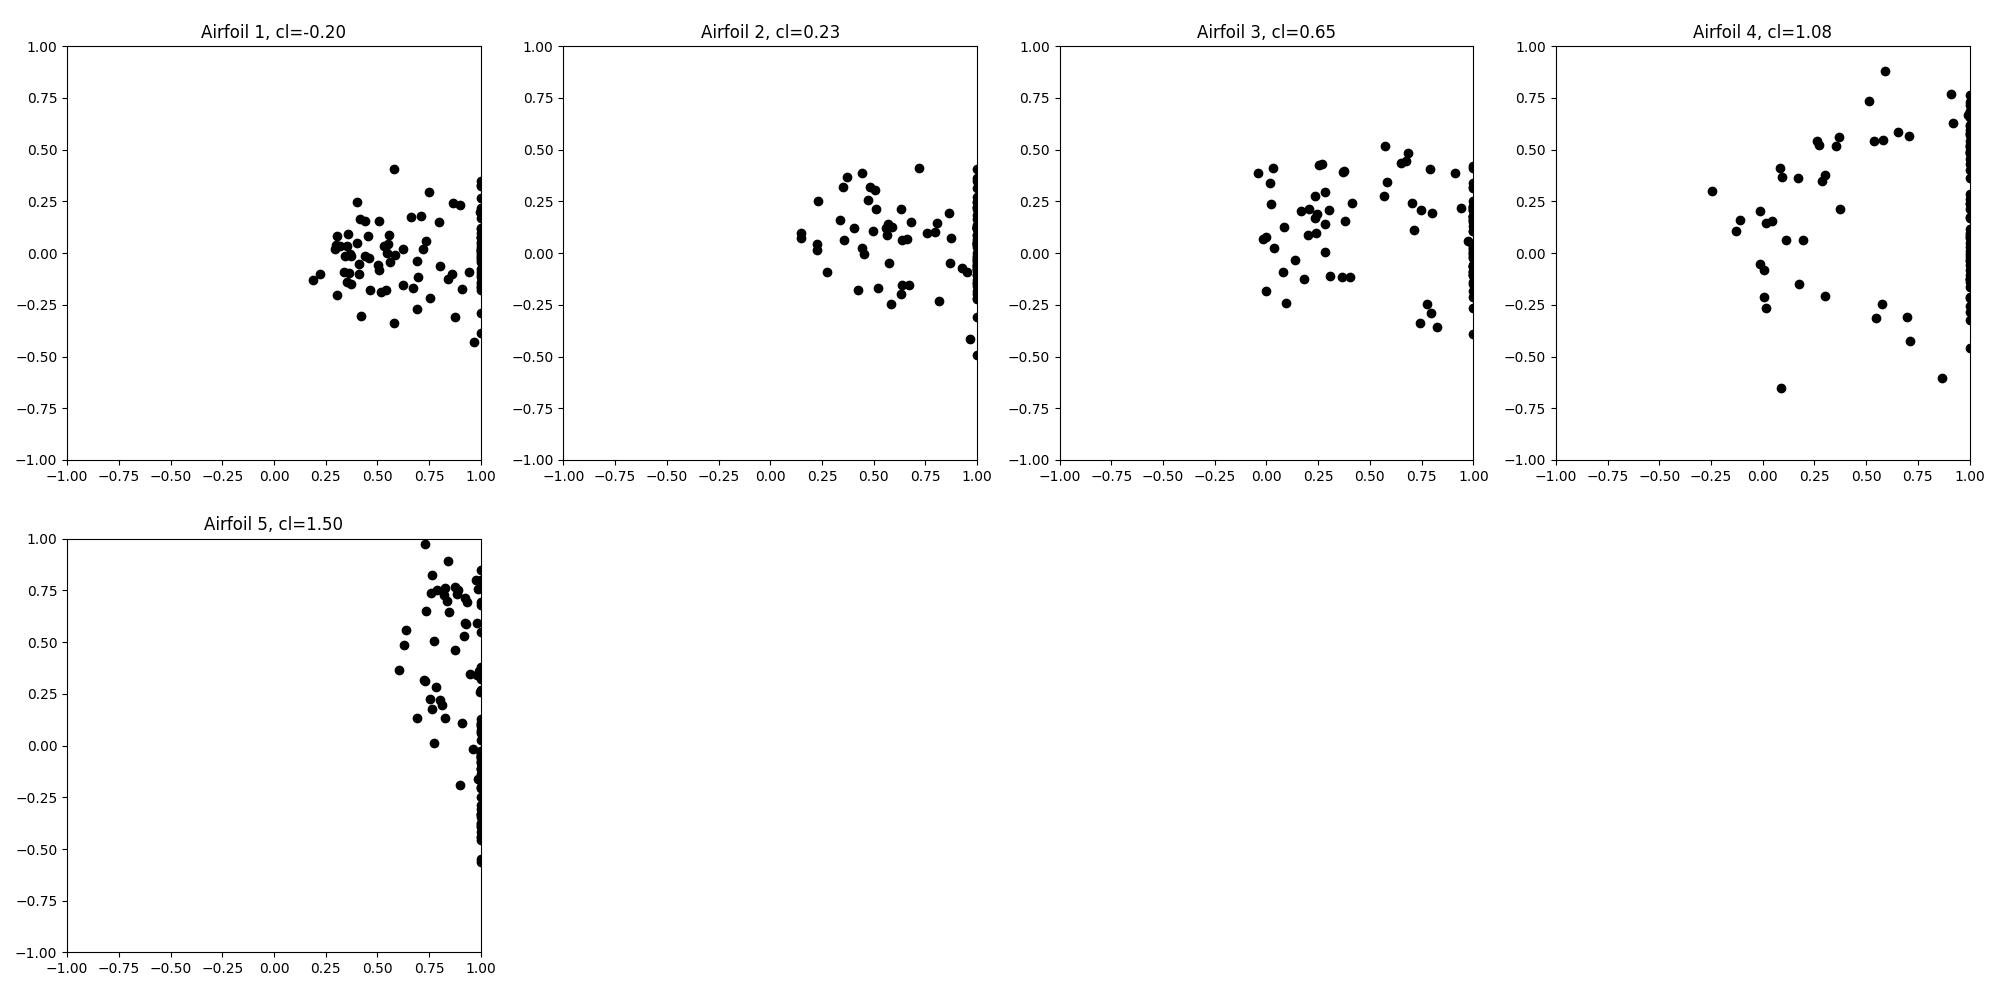 Airfoil 1, cl=-0.20
Airfoil 2, cl=0.23
Airfoil 3, cl=0.65
Airfoil 4, cl=1.08
1.00 1.00 1.00 1.00
0.75 0.75 0.75 0.75
0.50 0.50 0.50 0.50
0.25 0.25 0.25 0.25
0.00 0.00 0.00 0.00
−0.25 −0.25 −0.25 −0.25
−0.50 −0.50 −0.50 −0.50
−0.75 −0.75 −0.75 −0.75
−1.00 −1.00 −1.00 −1.00
−1.00 −0.75 −0.50 −0.25 0.00 0.25 0.50 0.75 1.00
−1.00 −0.75 −0.50 −0.25 0.00 0.25 0.50 0.75 1.00
−1.00 −0.75 −0.50 −0.25 0.00 0.25 0.50 0.75 1.00
−1.00 −0.75 −0.50 −0.25 0.00 0.25 0.50 0.75 1.00
Airfoil 5, cl=1.50
1.00
0.75
0.50
0.25
0.00
−0.25
−0.50
−0.75
−1.00
−1.00 −0.75 −0.50 −0.25 0.00 0.25 0.50 0.75 1.00